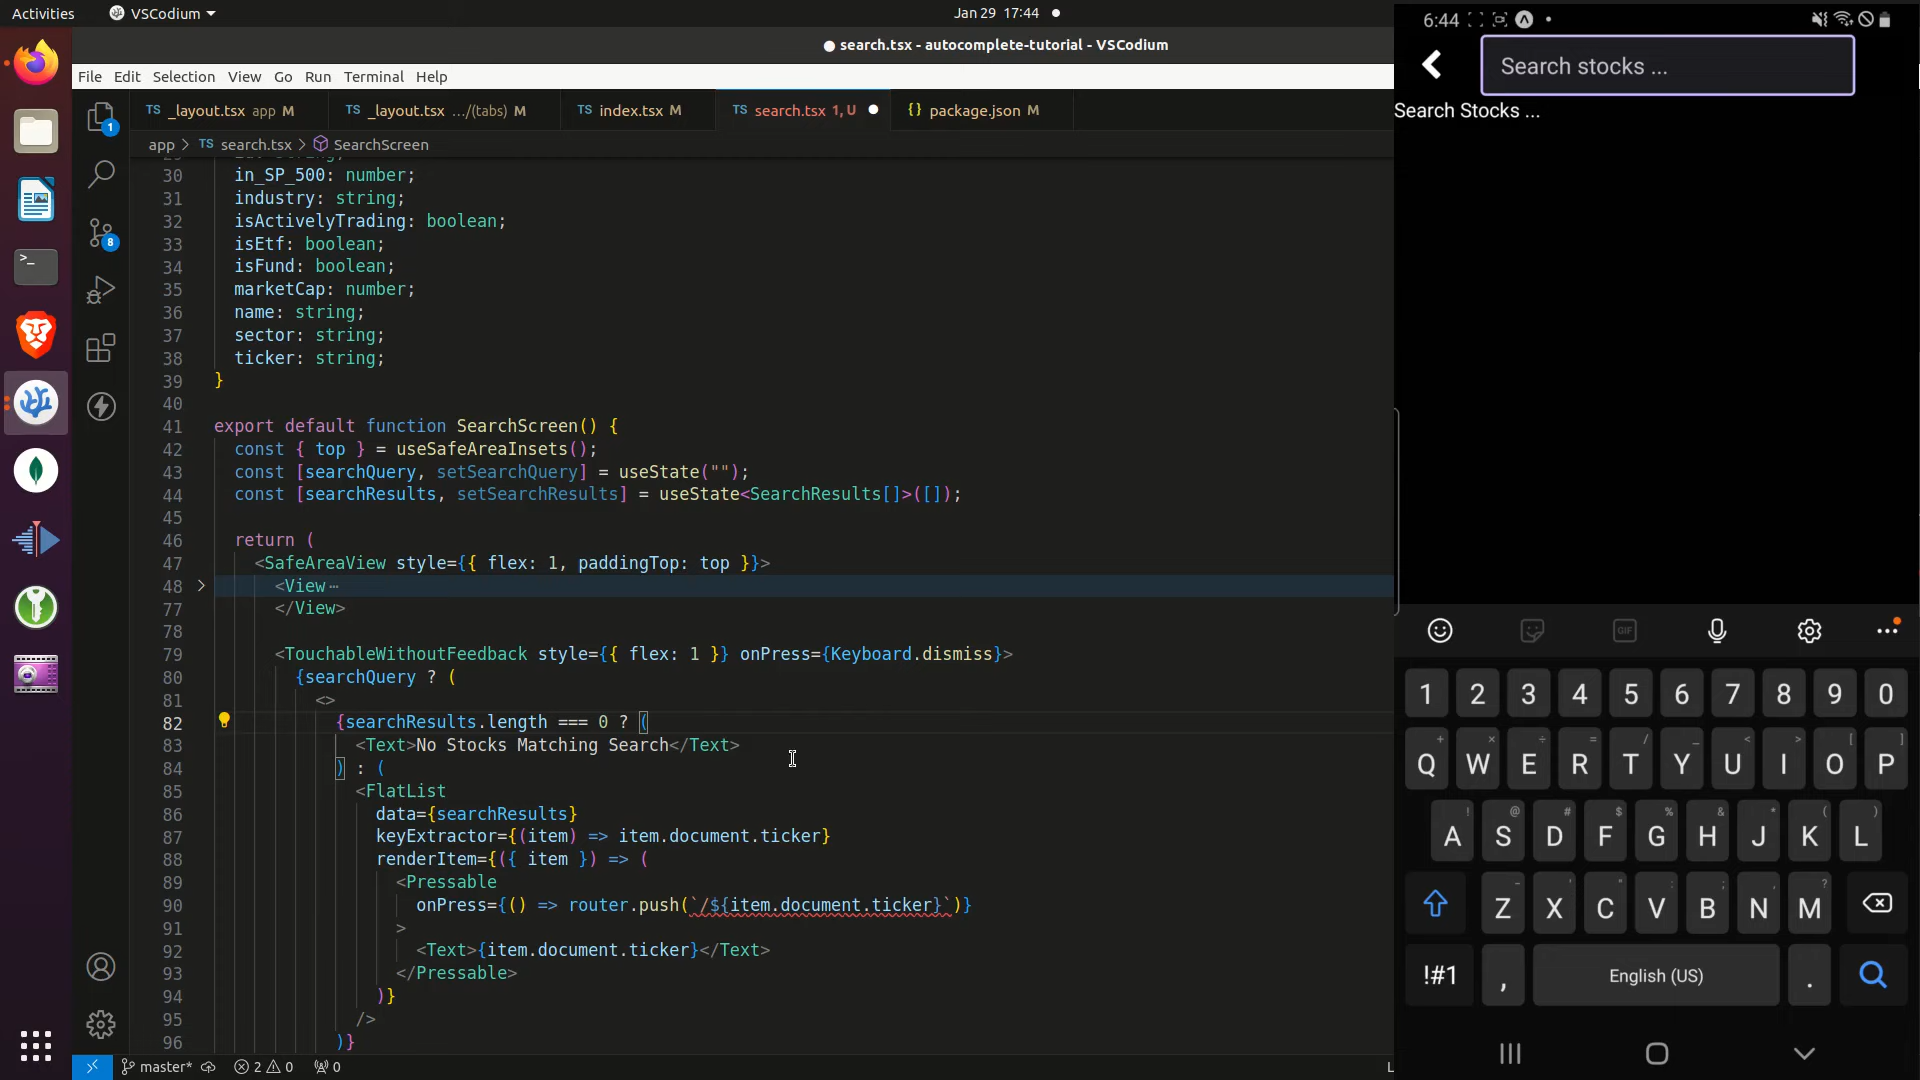 Activities
VSCodium
Jan 29 17:44
search.tsx - autocomplete-tutorial - VSCodium
File Edit Selection View Go Run Terminal Help
TS _layout.tsx app M
TS _layout.tsx .../(tabs) M
TS index.tsx M
TS search.tsx 1, U
{} package.json M
app > TS search.tsx > SearchScreen
30 in_SP_500: number;
31 industry: string;
32 isActivelyTrading: boolean;
33 isEtf: boolean;
34 isFund: boolean;
35 marketCap: number;
36 name: string;
37 sector: string;
38 ticker: string;
39 }
40
41 export default function SearchScreen() {
42 const { top } = useSafeAreaInsets();
43 const [searchQuery, setSearchQuery] = useState("");
44 const [searchResults, setSearchResults] = useState<SearchResults[]>([]);
45
46 return (
47 <SafeAreaView style={{ flex: 1, paddingTop: top }}>
48 <View ⋯
77 </View>
78
79 <TouchableWithoutFeedback style={{ flex: 1 }} onPress={Keyboard.dismiss}>
80 {searchQuery ? (
81 <>
82 {searchResults.length === 0 ? (
83 <Text>No Stocks Matching Search</Text>
84 ) : (
85 <FlatList
86 data={searchResults}
87 keyExtractor={(item) => item.document.ticker}
88 renderItem={({ item }) => (
89 <Pressable
90 onPress={() => router.push(`/${item.document.ticker}`)}
91 >
92 <Text>{item.document.ticker}</Text>
93 </Pressable>
94 )}
95 />
96 )}
1
8
master*
2
0
0
L
6:44
Search stocks ...
Search Stocks ...
GIF
1 2 3 4 5 6 7 8 9 0
+ × ÷ = / _ < > [ ]
Q W E R T Y U I O P
! @ # $ % ^ & * ( )
A S D F G H J K L
- ' " : ; , ?
Z X C V B N M
!#1 , English (US) .